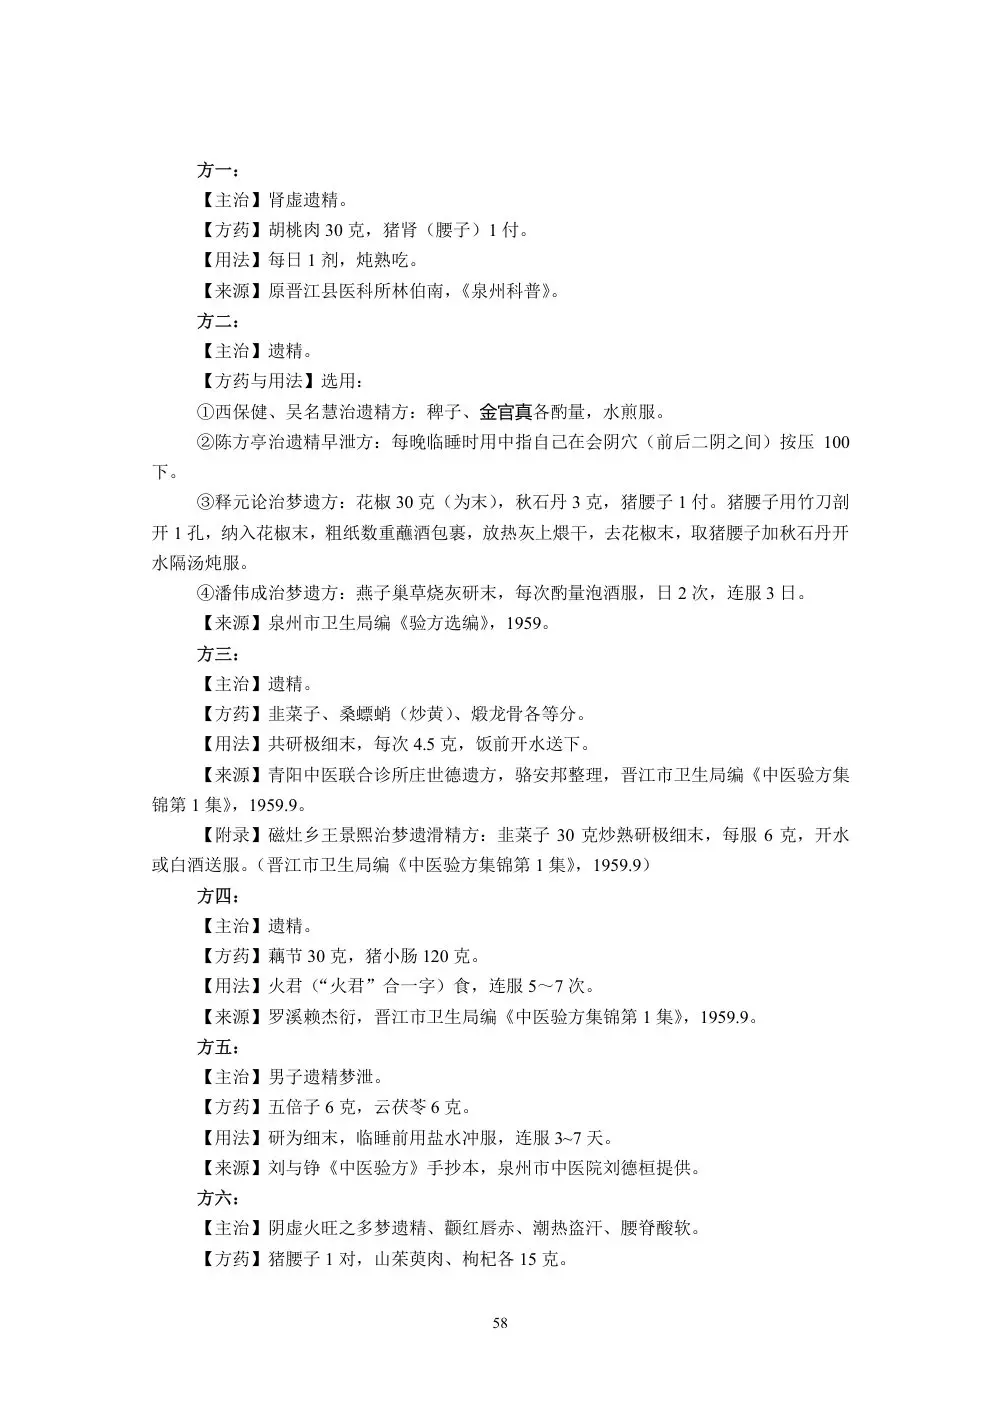 方一：
【主治】肾虚遗精。
【方药】胡桃肉 30 克，猪肾（腰子）1 付。
【用法】每日 1 剂，炖熟吃。
【来源】原晋江县医科所林伯南，《泉州科普》。
方二：
【主治】遗精。
【方药与用法】选用：
①西保健、吴名慧治遗精方：稗子、金官真各酌量，水煎服。
②陈方亭治遗精早泄方：每晚临睡时用中指自己在会阴穴（前后二阴之间）按压 100
下。
③释元论治梦遗方：花椒 30 克（为末），秋石丹 3 克，猪腰子 1 付。猪腰子用竹刀剖
开 1 孔，纳入花椒末，粗纸数重蘸酒包裹，放热灰上煨干，去花椒末，取猪腰子加秋石丹开
水隔汤炖服。
④潘伟成治梦遗方：燕子巢草烧灰研末，每次酌量泡酒服，日 2 次，连服 3 日。
【来源】泉州市卫生局编《验方选编》，1959。
方三：
【主治】遗精。
【方药】韭菜子、桑螵蛸（炒黄）、煅龙骨各等分。
【用法】共研极细末，每次 4.5 克，饭前开水送下。
【来源】青阳中医联合诊所庄世德遗方，骆安邦整理，晋江市卫生局编《中医验方集
锦第 1 集》，1959.9。
【附录】磁灶乡王景熙治梦遗滑精方：韭菜子 30 克炒熟研极细末，每服 6 克，开水
或白酒送服。（晋江市卫生局编《中医验方集锦第 1 集》，1959.9）
方四：
【主治】遗精。
【方药】藕节 30 克，猪小肠 120 克。
【用法】火君（“火君”合一字）食，连服 5～7 次。
【来源】罗溪赖杰衍，晋江市卫生局编《中医验方集锦第 1 集》，1959.9。
方五：
【主治】男子遗精梦泄。
【方药】五倍子 6 克，云茯苓 6 克。
【用法】研为细末，临睡前用盐水冲服，连服 3~7 天。
【来源】刘与铮《中医验方》手抄本，泉州市中医院刘德桓提供。
方六：
【主治】阴虚火旺之多梦遗精、颧红唇赤、潮热盗汗、腰脊酸软。
【方药】猪腰子 1 对，山茱萸肉、枸杞各 15 克。
58